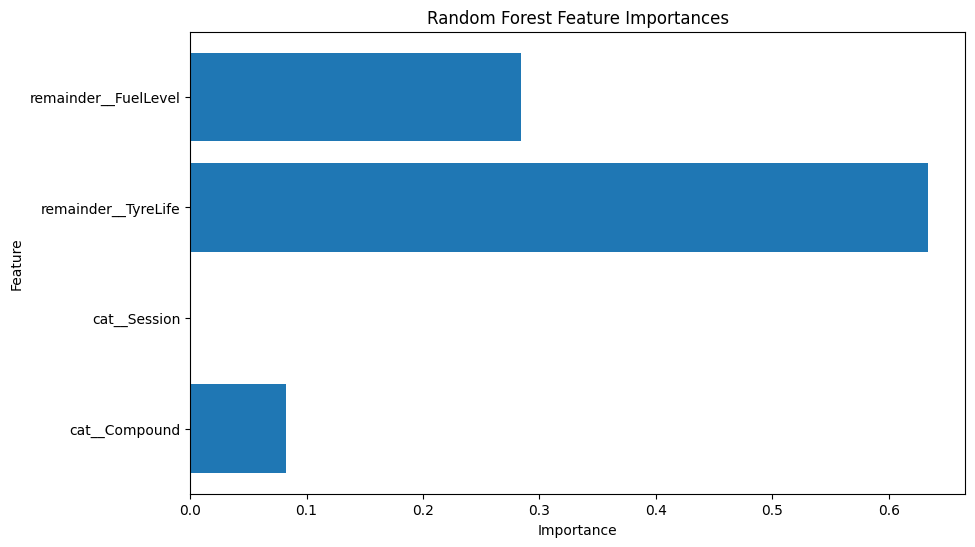 Random Forest Feature Importances
remainder__FuelLevel
remainder__TyreLife
cat__Session
cat__Compound
Feature
0.0 0.1 0.2 0.3 0.4 0.5 0.6
Importance